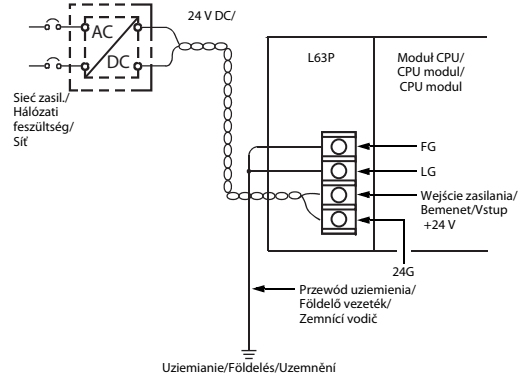 24 V DC/
AC
DC
L63P
Moduł CPU/
CPU modul/
CPU modul
Sieć zasil./
Hálózati
feszültség/
Síť
FG
LG
Wejście zasilania/
Bemenet/Vstup
+24 V
24G
Przewód uziemienia/
Földelő vezeték/
Zemnící vodič
Uziemianie/Földelés/Uzemnění